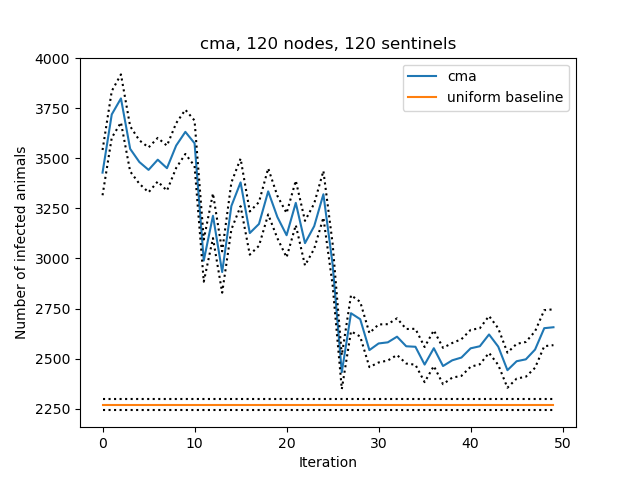 cma, 120 nodes, 120 sentinels
cma
uniform baseline
4000
3750
3500
3250
3000
2750
2500
2250
Number of infected animals
0 10 20 30 40 50
Iteration